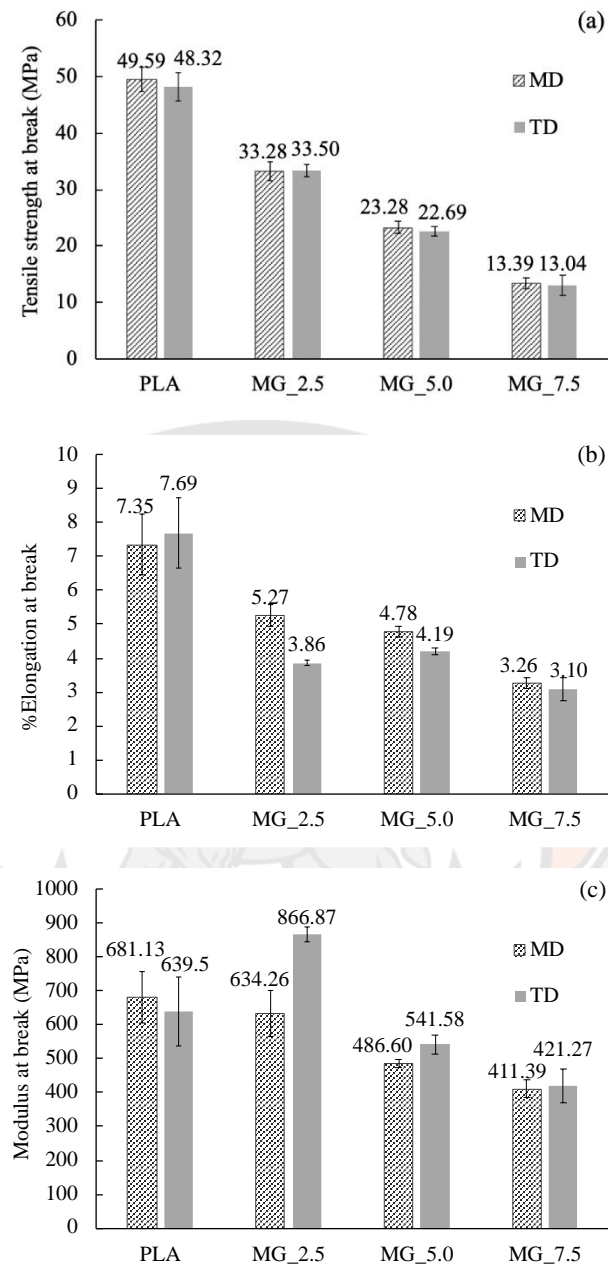 (a)
Tensile strength at break (MPa)
60
50
40
30
20
10
0
49.59 48.32
33.28 33.50
23.28 22.69
13.39 13.04
MD
TD
PLA MG_2.5 MG_5.0 MG_7.5
(b)
%Elongation at break
10
9
8
7
6
5
4
3
2
1
0
7.35 7.69
5.27 3.86
4.78 4.19
3.26 3.10
MD
TD
PLA MG_2.5 MG_5.0 MG_7.5
(c)
Modulus at break (MPa)
1000
900
800
700
600
500
400
300
200
100
0
681.13 639.5
634.26 866.87
486.60 541.58
411.39 421.27
MD
TD
PLA MG_2.5 MG_5.0 MG_7.5